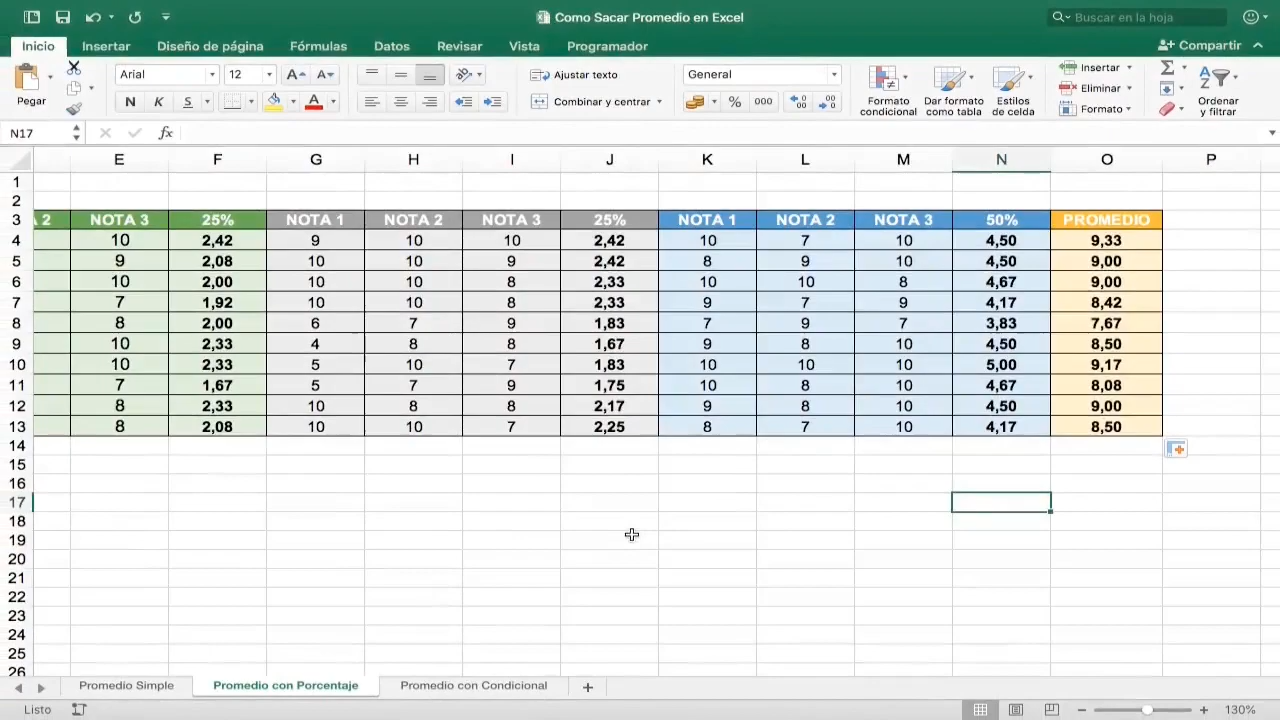 Como Sacar Promedio en Excel
Buscar en la hoja
Inicio Insertar Diseño de página Fórmulas Datos Revisar Vista Programador Compartir
Pegar
Arial 12 A A Ajustar texto General
N K S A Combinar y centrar % 000
Formato condicional
Dar formato como tabla
Estilos de celda
Insertar
Eliminar
Formato
Ordenar y filtrar
N17 fx
E F G H I J K L M N O P
1
2
3 A 2 NOTA 3 25% NOTA 1 NOTA 2 NOTA 3 25% NOTA 1 NOTA 2 NOTA 3 50% PROMEDIO
4 10 2,42 9 10 10 2,42 10 7 10 4,50 9,33
5 9 2,08 10 10 9 2,42 8 9 10 4,50 9,00
6 10 2,00 10 10 8 2,33 10 10 8 4,67 9,00
7 7 1,92 10 10 8 2,33 9 7 9 4,17 8,42
8 8 2,00 6 7 9 1,83 7 9 7 3,83 7,67
9 10 2,33 4 8 8 1,67 9 8 10 4,50 8,50
10 10 2,33 5 10 7 1,83 10 10 10 5,00 9,17
11 7 1,67 5 7 9 1,75 10 8 10 4,67 8,08
12 8 2,33 10 8 8 2,17 9 8 10 4,50 9,00
13 8 2,08 10 10 7 2,25 8 7 10 4,17 8,50
14
15
16
17
18
19
20
21
22
23
24
25
26
Promedio Simple Promedio con Porcentaje Promedio con Condicional +
Listo 130%